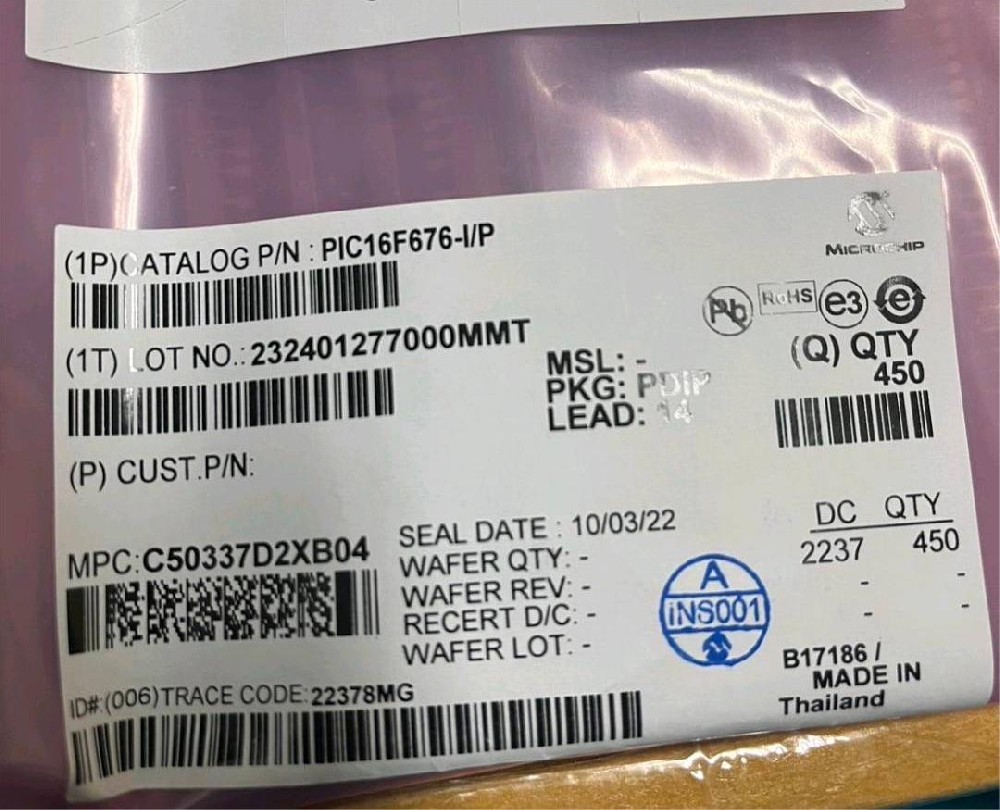 MICROCHIP
(1P)CATALOG P/N : PIC16F676-I/P
Pb RoHS e3 e
(1T) LOT NO.: 232401277000MMT
MSL: -
PKG: PDIP
LEAD: 14
(Q) QTY
450
(P) CUST.P/N:
MPC:C50337D2XB04
SEAL DATE : 10/03/22
WAFER QTY: -
WAFER REV: -
RECERT D/C: -
WAFER LOT: -
A
INS001
DC QTY
2237 450
- -
- -
B17186 /
MADE IN
Thailand
ID#:(006)TRACE CODE:22378MG